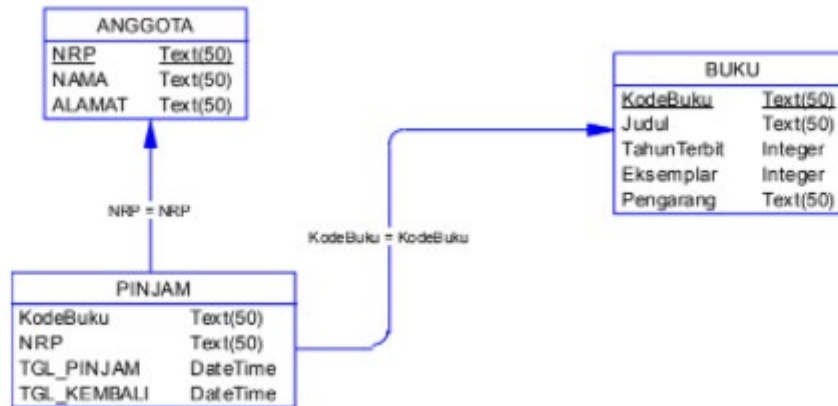 ANGGOTA
NRP Text(50)
NAMA Text(50)
ALAMAT Text(50)
BUKU
KodeBuku Text(50)
Judul Text(50)
TahunTerbit Integer
Eksemplar Integer
Pengarang Text(50)
NRP = NRP
KodeBuku = KodeBuku
PINJAM
KodeBuku Text(50)
NRP Text(50)
TGL_PINJAM DateTime
TGL_KEMBALI DateTime